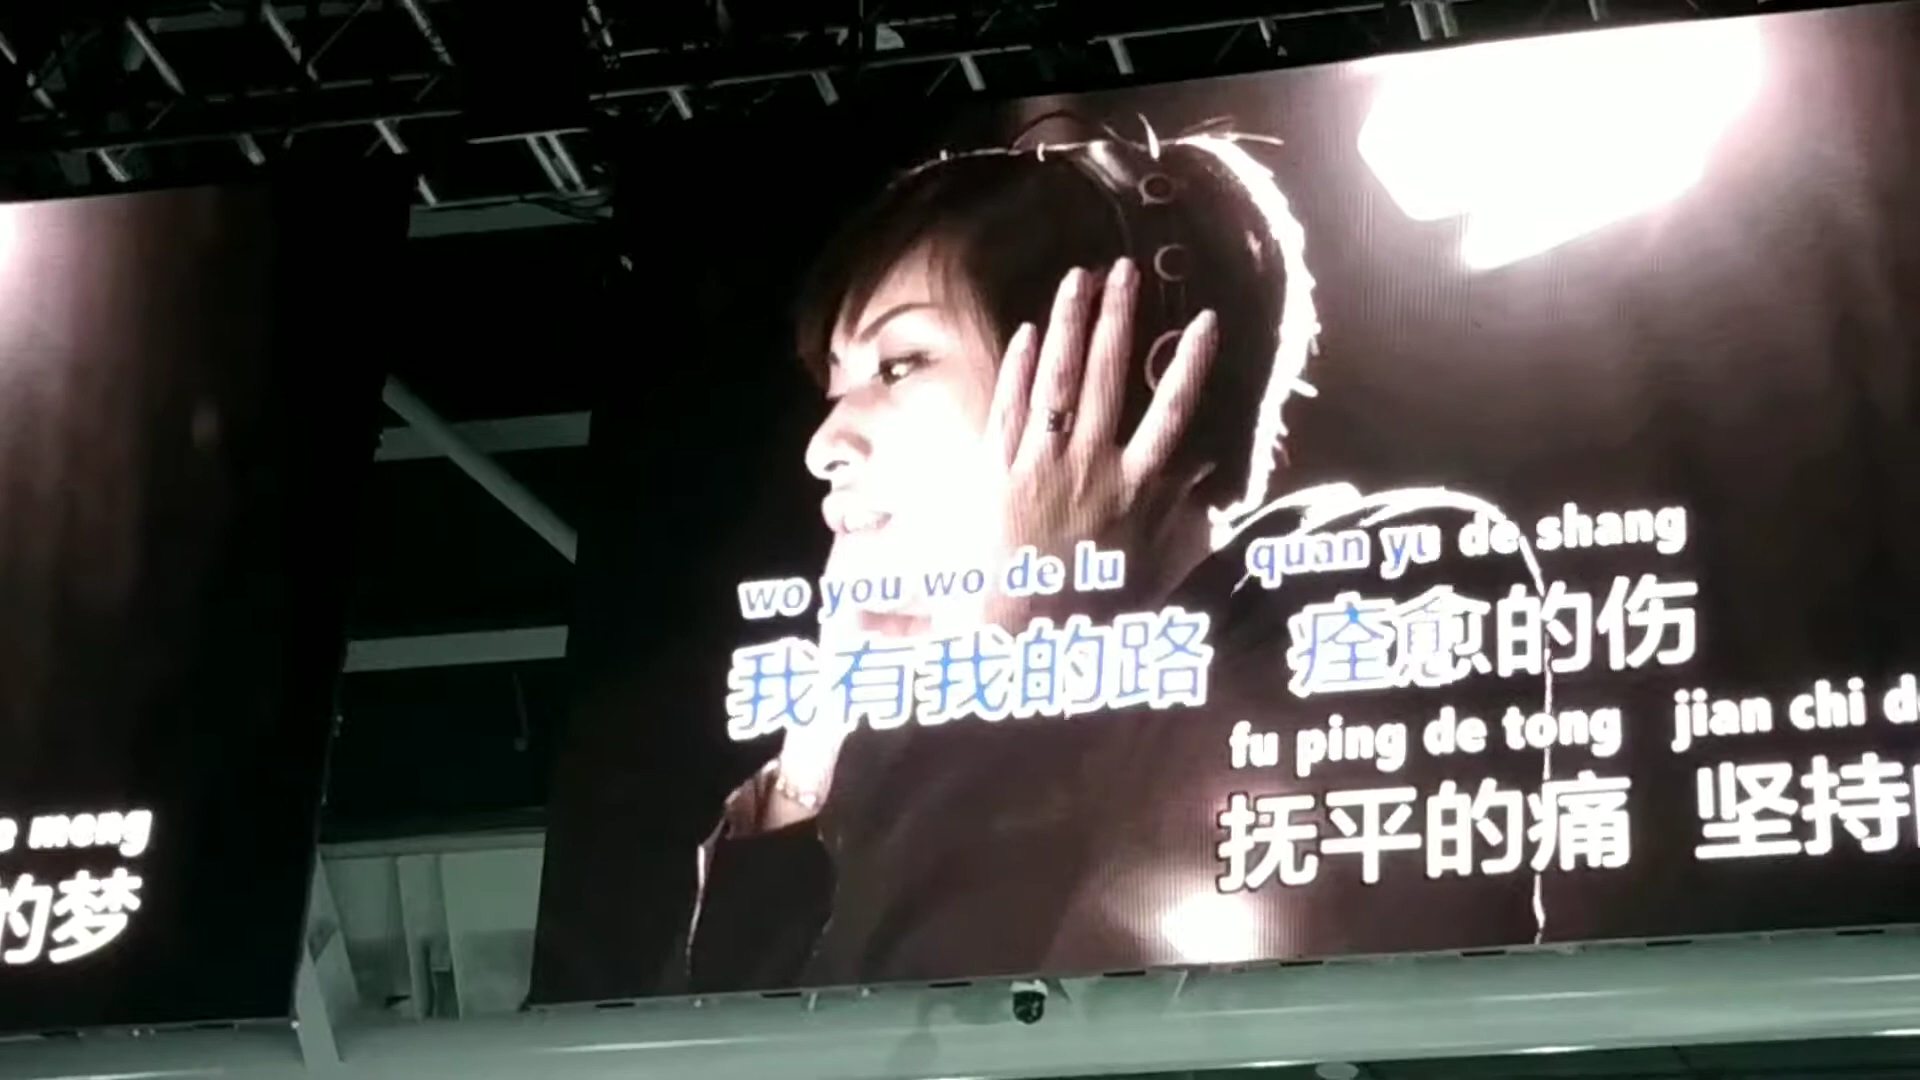 wo you wo de lu quan yu de shang
我有我的路 痊愈的伤
fu ping de tong jian chi d
抚平的痛 坚持
meng
的梦